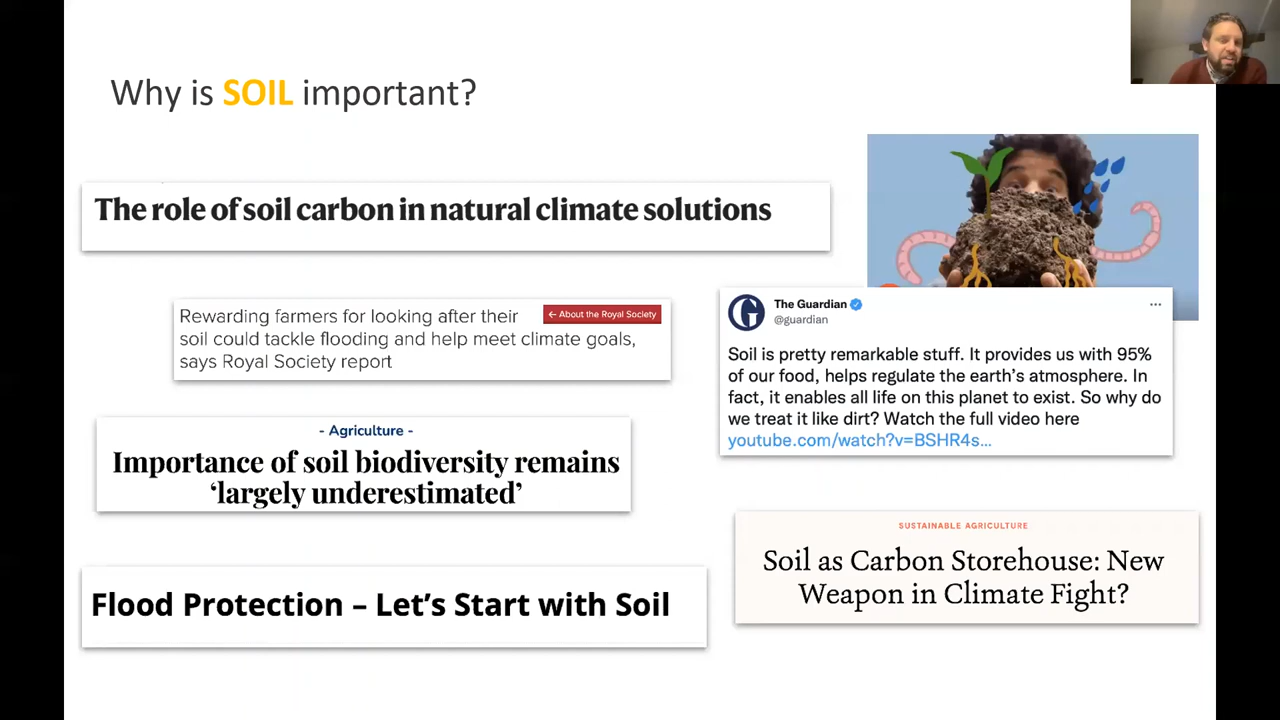 Why is SOIL important?
The role of soil carbon in natural climate solutions
Rewarding farmers for looking after their
soil could tackle flooding and help meet climate goals,
says Royal Society report
← About the Royal Society
- Agriculture -
Importance of soil biodiversity remains
‘largely underestimated’
Flood Protection – Let’s Start with Soil
G
The Guardian
@guardian
Soil is pretty remarkable stuff. It provides us with 95%
of our food, helps regulate the earth’s atmosphere. In
fact, it enables all life on this planet to exist. So why do
we treat it like dirt? Watch the full video here
youtube.com/watch?v=BSHR4s...
SUSTAINABLE AGRICULTURE
Soil as Carbon Storehouse: New
Weapon in Climate Fight?